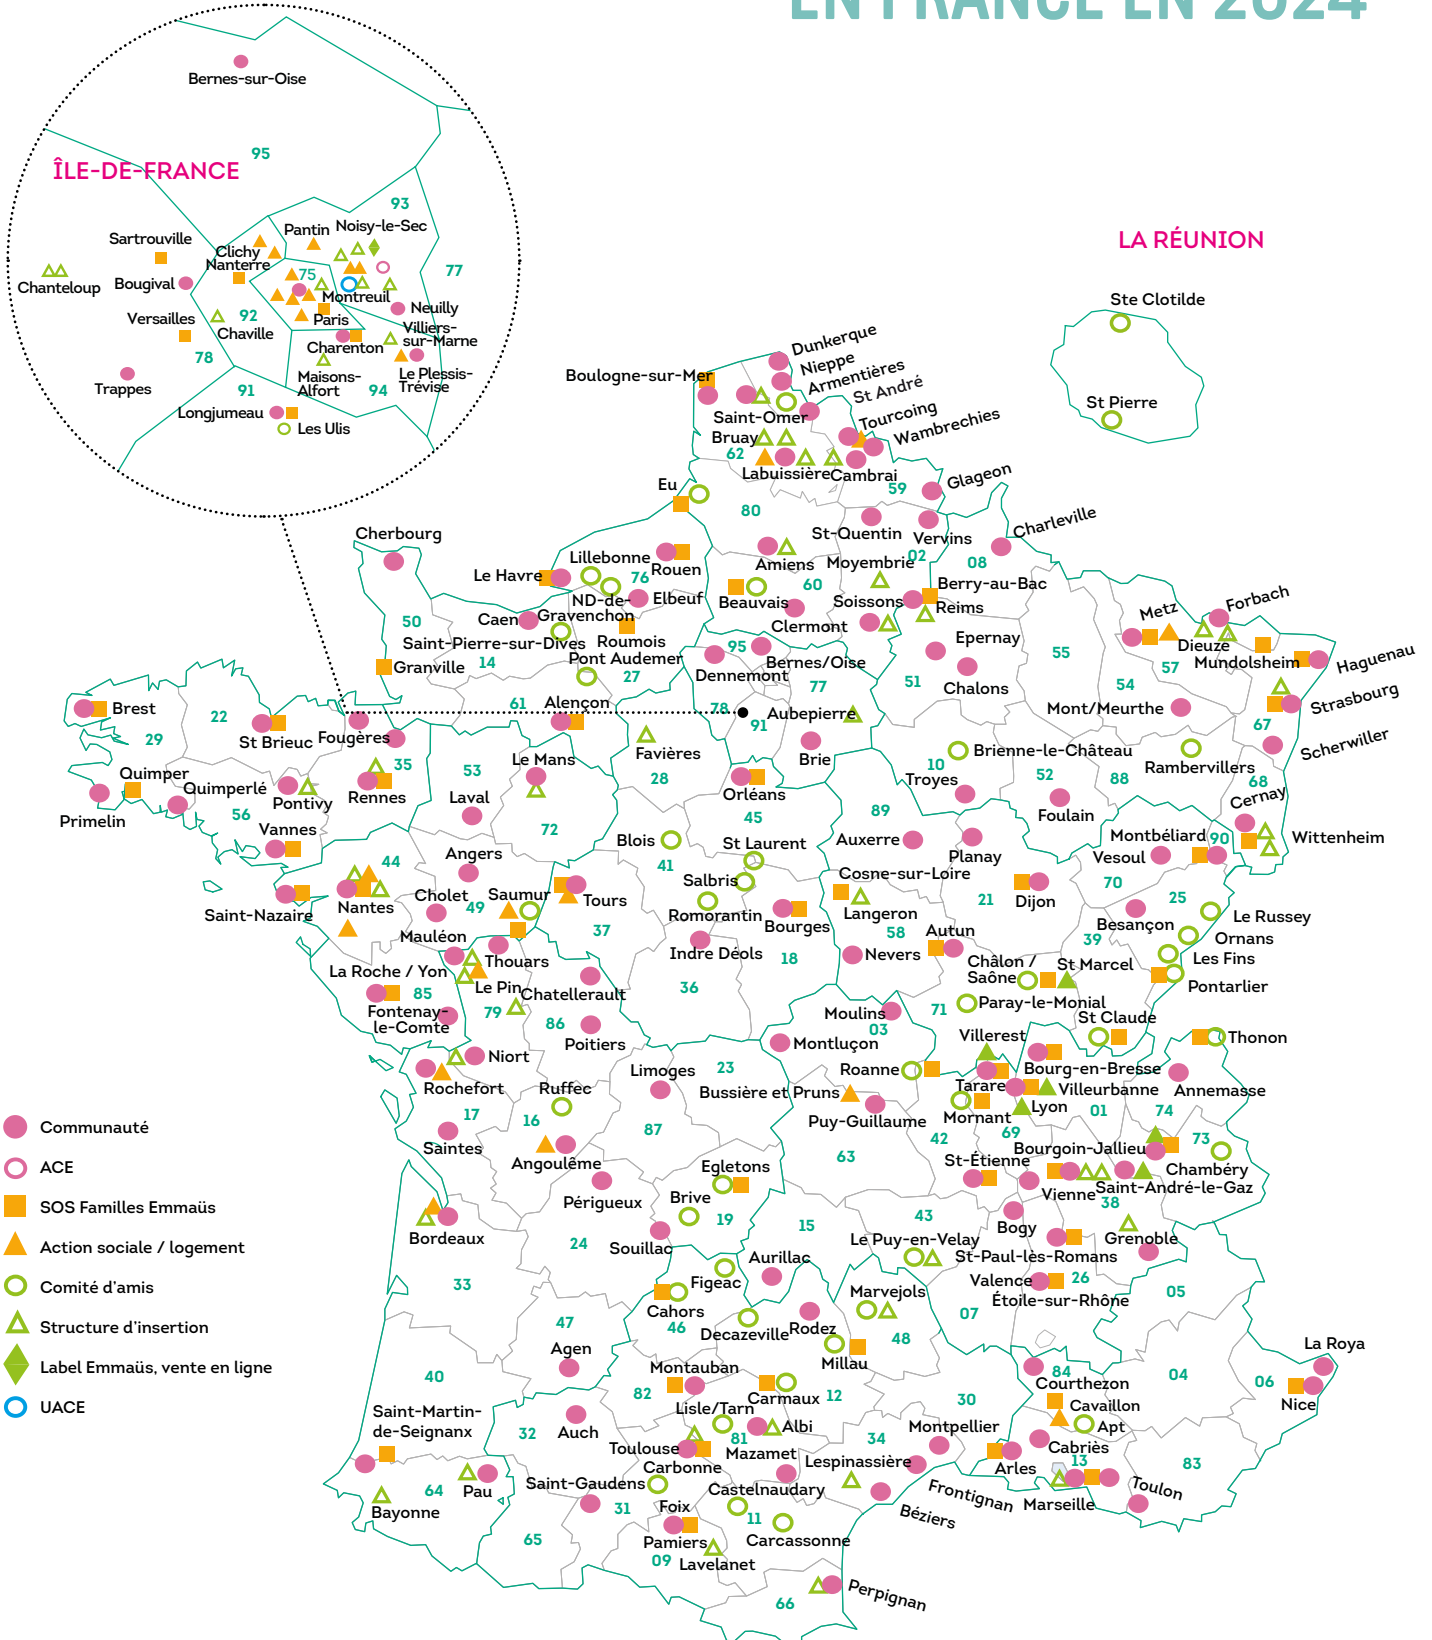 EN FRANCE EN 2024
Bernes-sur-Oise
95
ÎLE-DE-FRANCE
93
Pantin
Noisy-le-Sec
Sartrouville
Clichy
Nanterre
75
77
Chanteloup
Bougival
Montreuil
Neuilly
Versailles
92
Chaville
Paris
Villiers-
sur-Marne
Charenton
78
Maisons-
Alfort
Le Plessis-
Trévise
Trappes
91
94
Longjumeau
Les Ulis
LA RÉUNION
Ste Clotilde
St Pierre
Dunkerque
Nieppe
Boulogne-sur-Mer
Armentières
St André
Saint-Omer
Tourcoing
Bruay
Wambrechies
62
Labuissière
Cambrai
Eu
59
Glageon
80
St-Quentin
Vervins
Charleville
Cherbourg
Lillebonne
Rouen
Amiens
Moyembrie
02
08
Le Havre
76
60
Berry-au-Bac
ND-de-
Gravenchon
Elbeuf
Beauvais
Soissons
Reims
Metz
Forbach
50
Caen
Clermont
Saint-Pierre-sur-Dives
Roumois
Epernay
Dieuze
Granville
14
Pont Audemer
95
Bernes/Oise
55
Mundolsheim
Haguenau
27
Dennemont
77
51
Chalons
57
54
61
Alençon
78
Aubepierre
Mont/Meurthe
Strasbourg
Brest
22
91
67
29
St Brieuc
Fougères
Favières
Brie
10
Brienne-le-Château
Rambervillers
Scherwiller
Quimper
35
53
Le Mans
28
Troyes
52
88
68
Quimperlé
Pontivy
Rennes
Laval
Orléans
Foulain
Cernay
Primelin
56
Vannes
72
45
89
Blois
St Laurent
Auxerre
Planay
Montbéliard
90
Wittenheim
44
Angers
41
Vesoul
Salbris
Cosne-sur-Loire
70
Saint-Nazaire
Nantes
Cholet
Saumur
Tours
Romorantin
Bourges
Langeron
21
Dijon
25
49
37
58
Besançon
Le Russey
Mauléon
Indre Déols
18
Nevers
Autun
39
Ornans
La Roche / Yon
Thouars
Châlon /
Saône
St Marcel
Les Fins
Le Pin
Chatellerault
36
Pontarlier
85
79
Fontenay-
le-Comte
86
Moulins
71
Paray-le-Monial
Poitiers
03
St Claude
Niort
Montluçon
Villerest
Thonon
Rochefort
Ruffec
Limoges
23
Roanne
Bourg-en-Bresse
Bussière et Pruns
Tarare
Villeurbanne
Annemasse
17
16
Puy-Guillaume
Mornant
Lyon
01
74
Communauté
87
42
69
73
Saintes
Angoulême
63
Bourgoin-Jallieu
ACE
Egletons
St-Étienne
Chambéry
Périgueux
Vienne
Saint-André-le-Gaz
SOS Familles Emmaüs
Brive
19
43
38
Bordeaux
15
Bogy
Action sociale / logement
24
Souillac
Le Puy-en-Velay
Grenoble
Aurillac
St-Paul-lès-Romans
Comité d'amis
33
Figeac
Valence
26
05
Cahors
Marvejols
Étoile-sur-Rhône
Structure d'insertion
47
46
Decazeville
Rodez
48
07
Agen
Millau
La Roya
Label Emmaüs, vente en ligne
40
Montauban
84
04
06
82
Carmaux
12
30
Courthezon
Nice
UACE
Saint-Martin-
de-Seignanx
Lisle/Tarn
Cavaillon
32
Auch
81
Albi
34
Montpellier
Apt
Toulouse
Mazamet
Cabriès
Carbonne
Lespinassière
Arles
13
83
64
Pau
Saint-Gaudens
Castelnaudary
Frontignan
Marseille
Toulon
Bayonne
31
Foix
11
Béziers
65
Pamiers
Carcassonne
09
Lavelanet
66
Perpignan